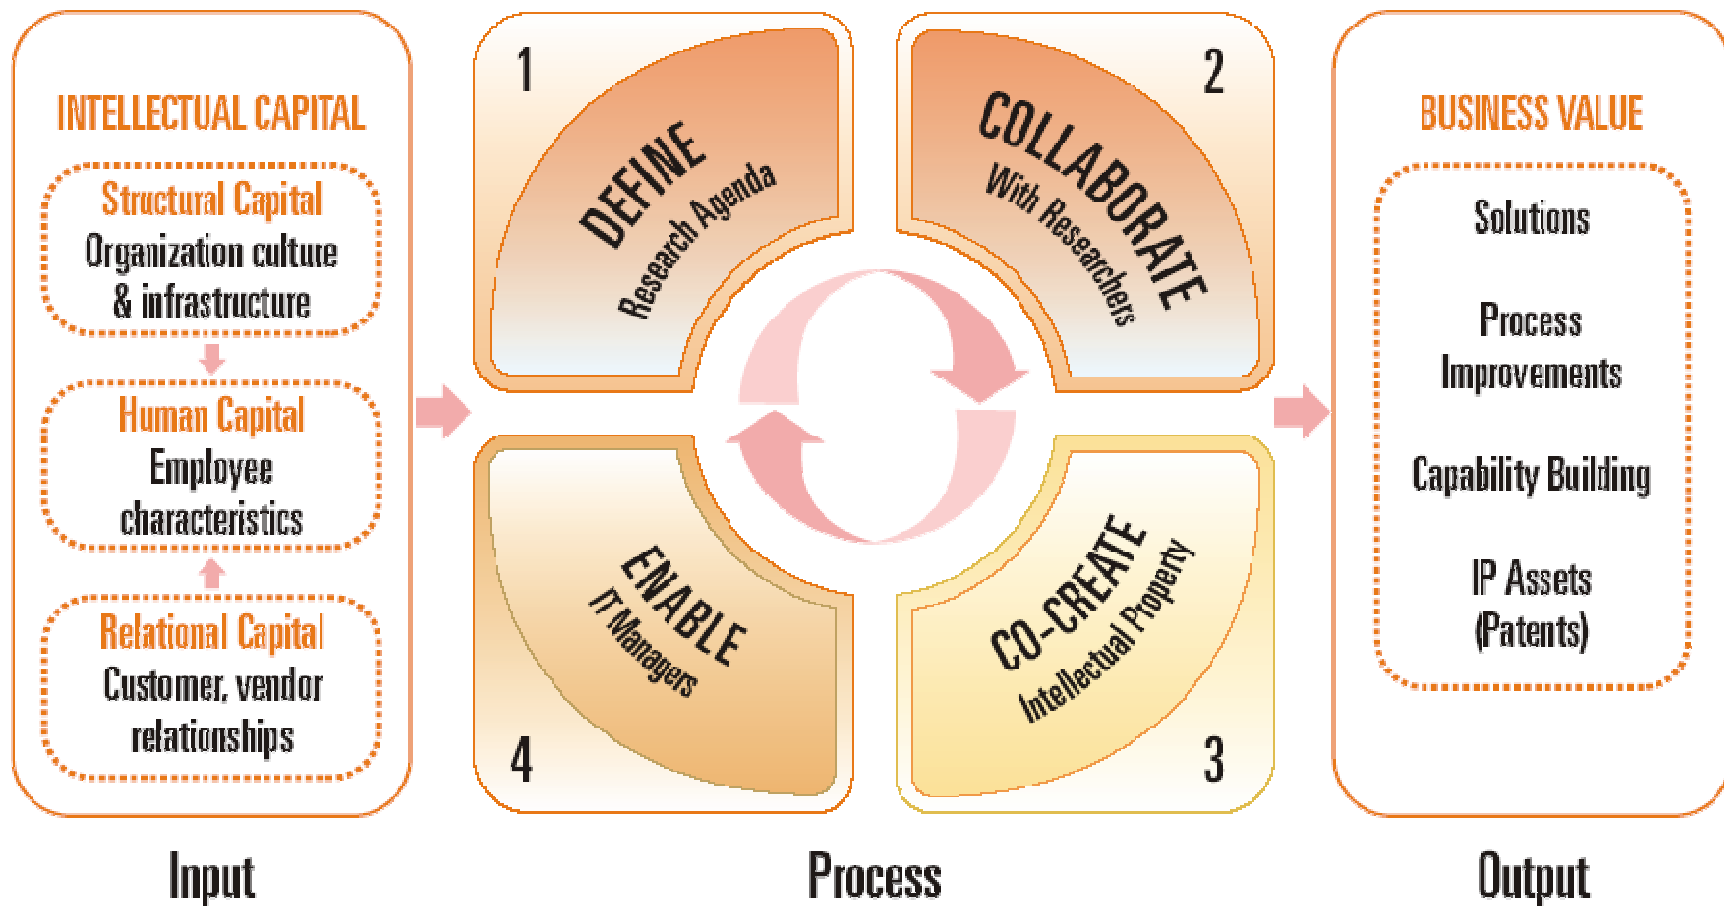 INTELLECTUAL CAPITAL
Structural Capital
Organization culture
& infrastructure
Human Capital
Employee
characteristics
Relational Capital
Customer, vendor
relationships
Input
1
DEFINE
Research Agenda
2
COLLABORATE
With Researchers
3
CO-CREATE
Intellectual Property
4
ENABLE
IT Managers
Process
BUSINESS VALUE
Solutions
Process
Improvements
Capability Building
IP Assets
(Patents)
Output